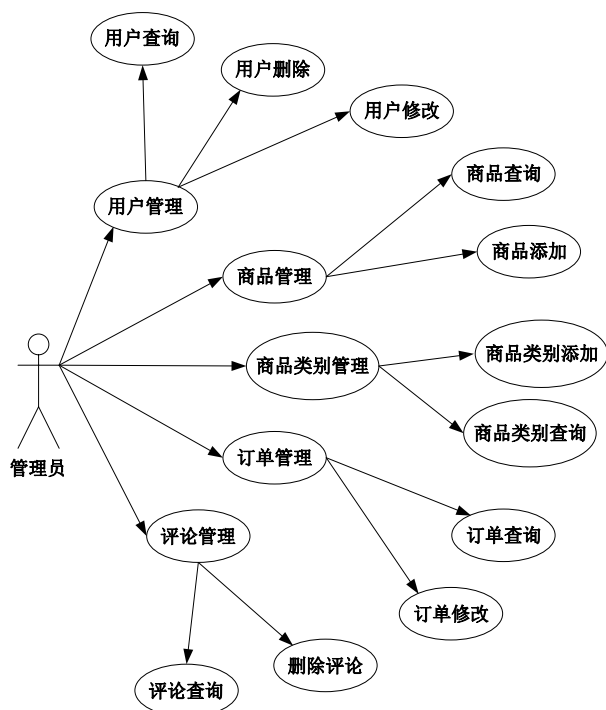 用户查询
用户删除
用户修改
商品查询
用户管理
商品添加
商品管理
商品类别添加
商品类别管理
商品类别查询
管理员
订单管理
订单查询
评论管理
订单修改
删除评论
评论查询